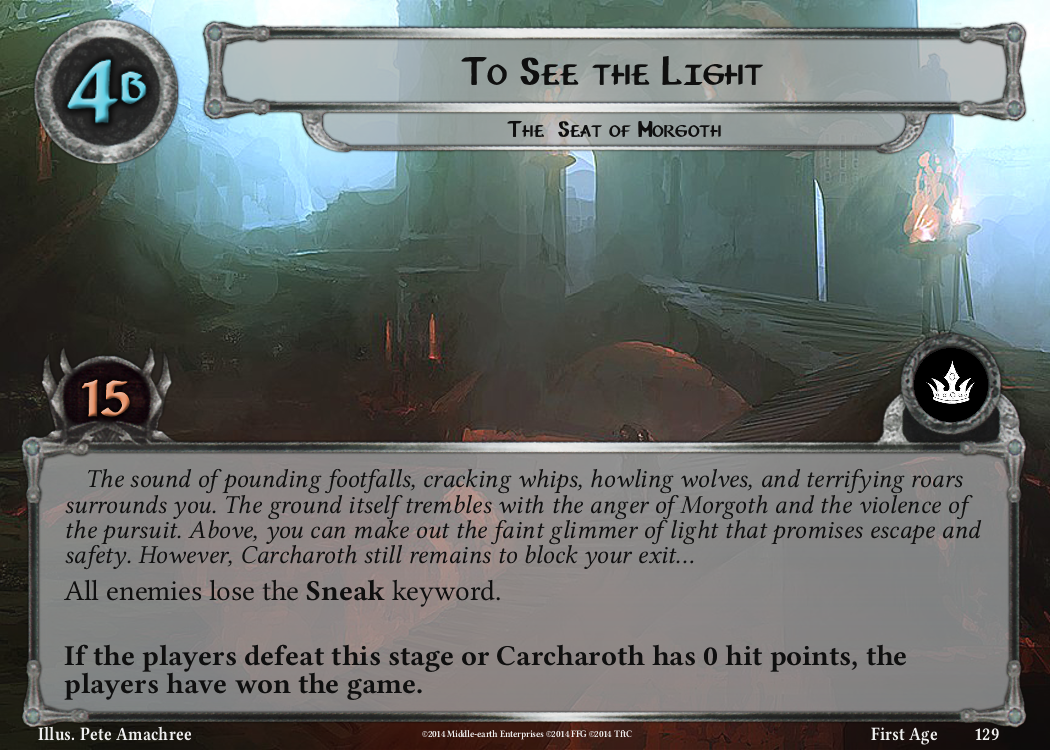 4B
To See the Light
The Seat of Morgoth
15
The sound of pounding footfalls, cracking whips, howling wolves, and terrifying roars
surrounds you. The ground itself trembles with the anger of Morgoth and the violence of
the pursuit. Above, you can make out the faint glimmer of light that promises escape and
safety. However, Carcharoth still remains to block your exit...
All enemies lose the Sneak keyword.
If the players defeat this stage or Carcharoth has 0 hit points, the
players have won the game.
Illus. Pete Amachree
©2014 Middle-earth Enterprises ©2014 FFG ©2014 TftC
First Age
129